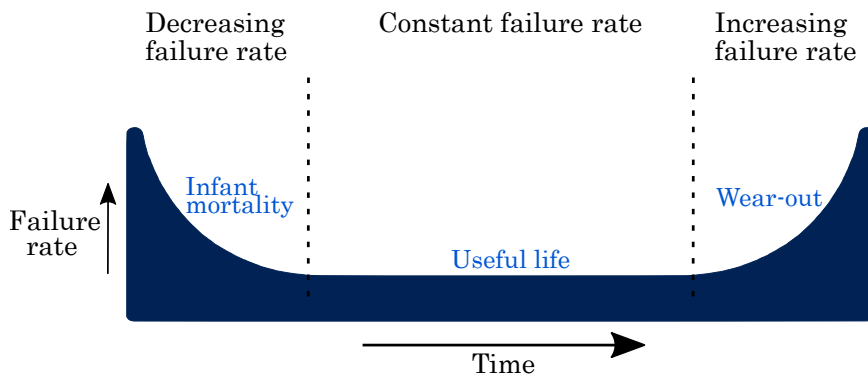 Decreasing
failure rate
Constant failure rate
Increasing
failure rate
Infant
mortality
Wear-out
Failure
rate
Useful life
Time